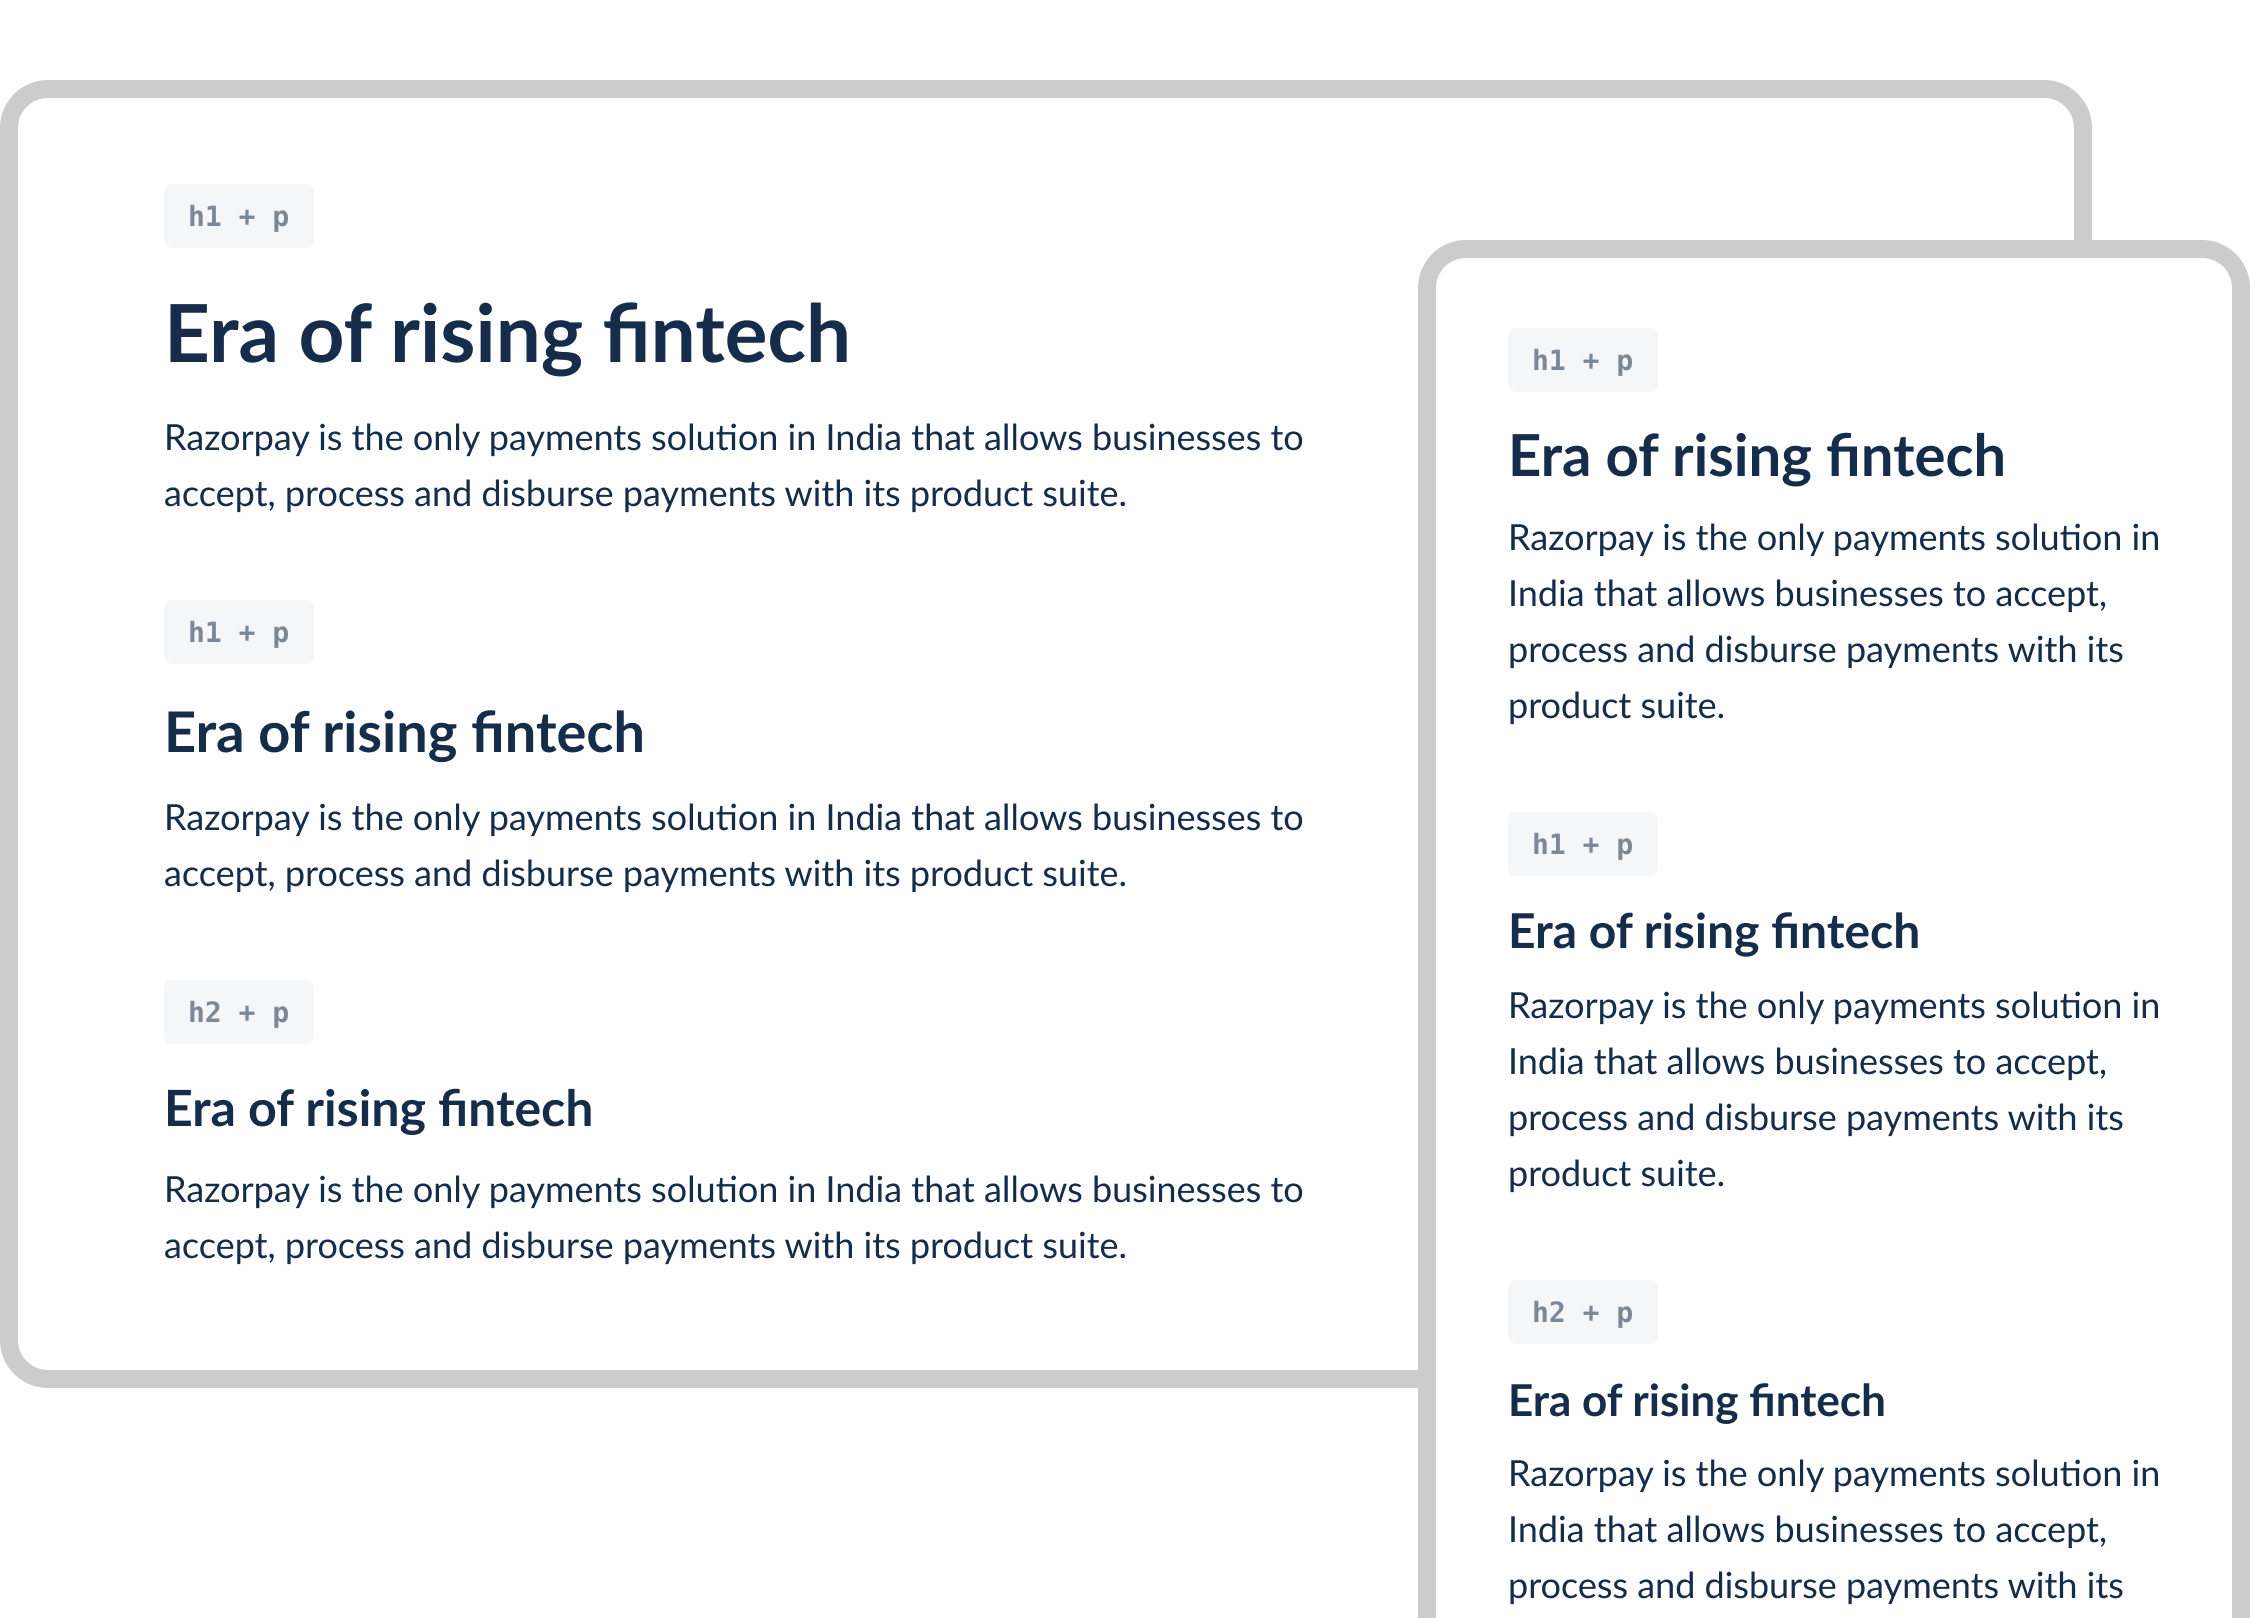 h1 + p
Era of rising fintech
Razorpay is the only payments solution in India that allows businesses to
accept, process and disburse payments with its product suite.
h1 + p
Era of rising fintech
Razorpay is the only payments solution in India that allows businesses to
accept, process and disburse payments with its product suite.
h2 + p
Era of rising fintech
Razorpay is the only payments solution in India that allows businesses to
accept, process and disburse payments with its product suite.
h1 + p
Era of rising fintech
Razorpay is the only payments solution in
India that allows businesses to accept,
process and disburse payments with its
product suite.
h1 + p
Era of rising fintech
Razorpay is the only payments solution in
India that allows businesses to accept,
process and disburse payments with its
product suite.
h2 + p
Era of rising fintech
Razorpay is the only payments solution in
India that allows businesses to accept,
process and disburse payments with its